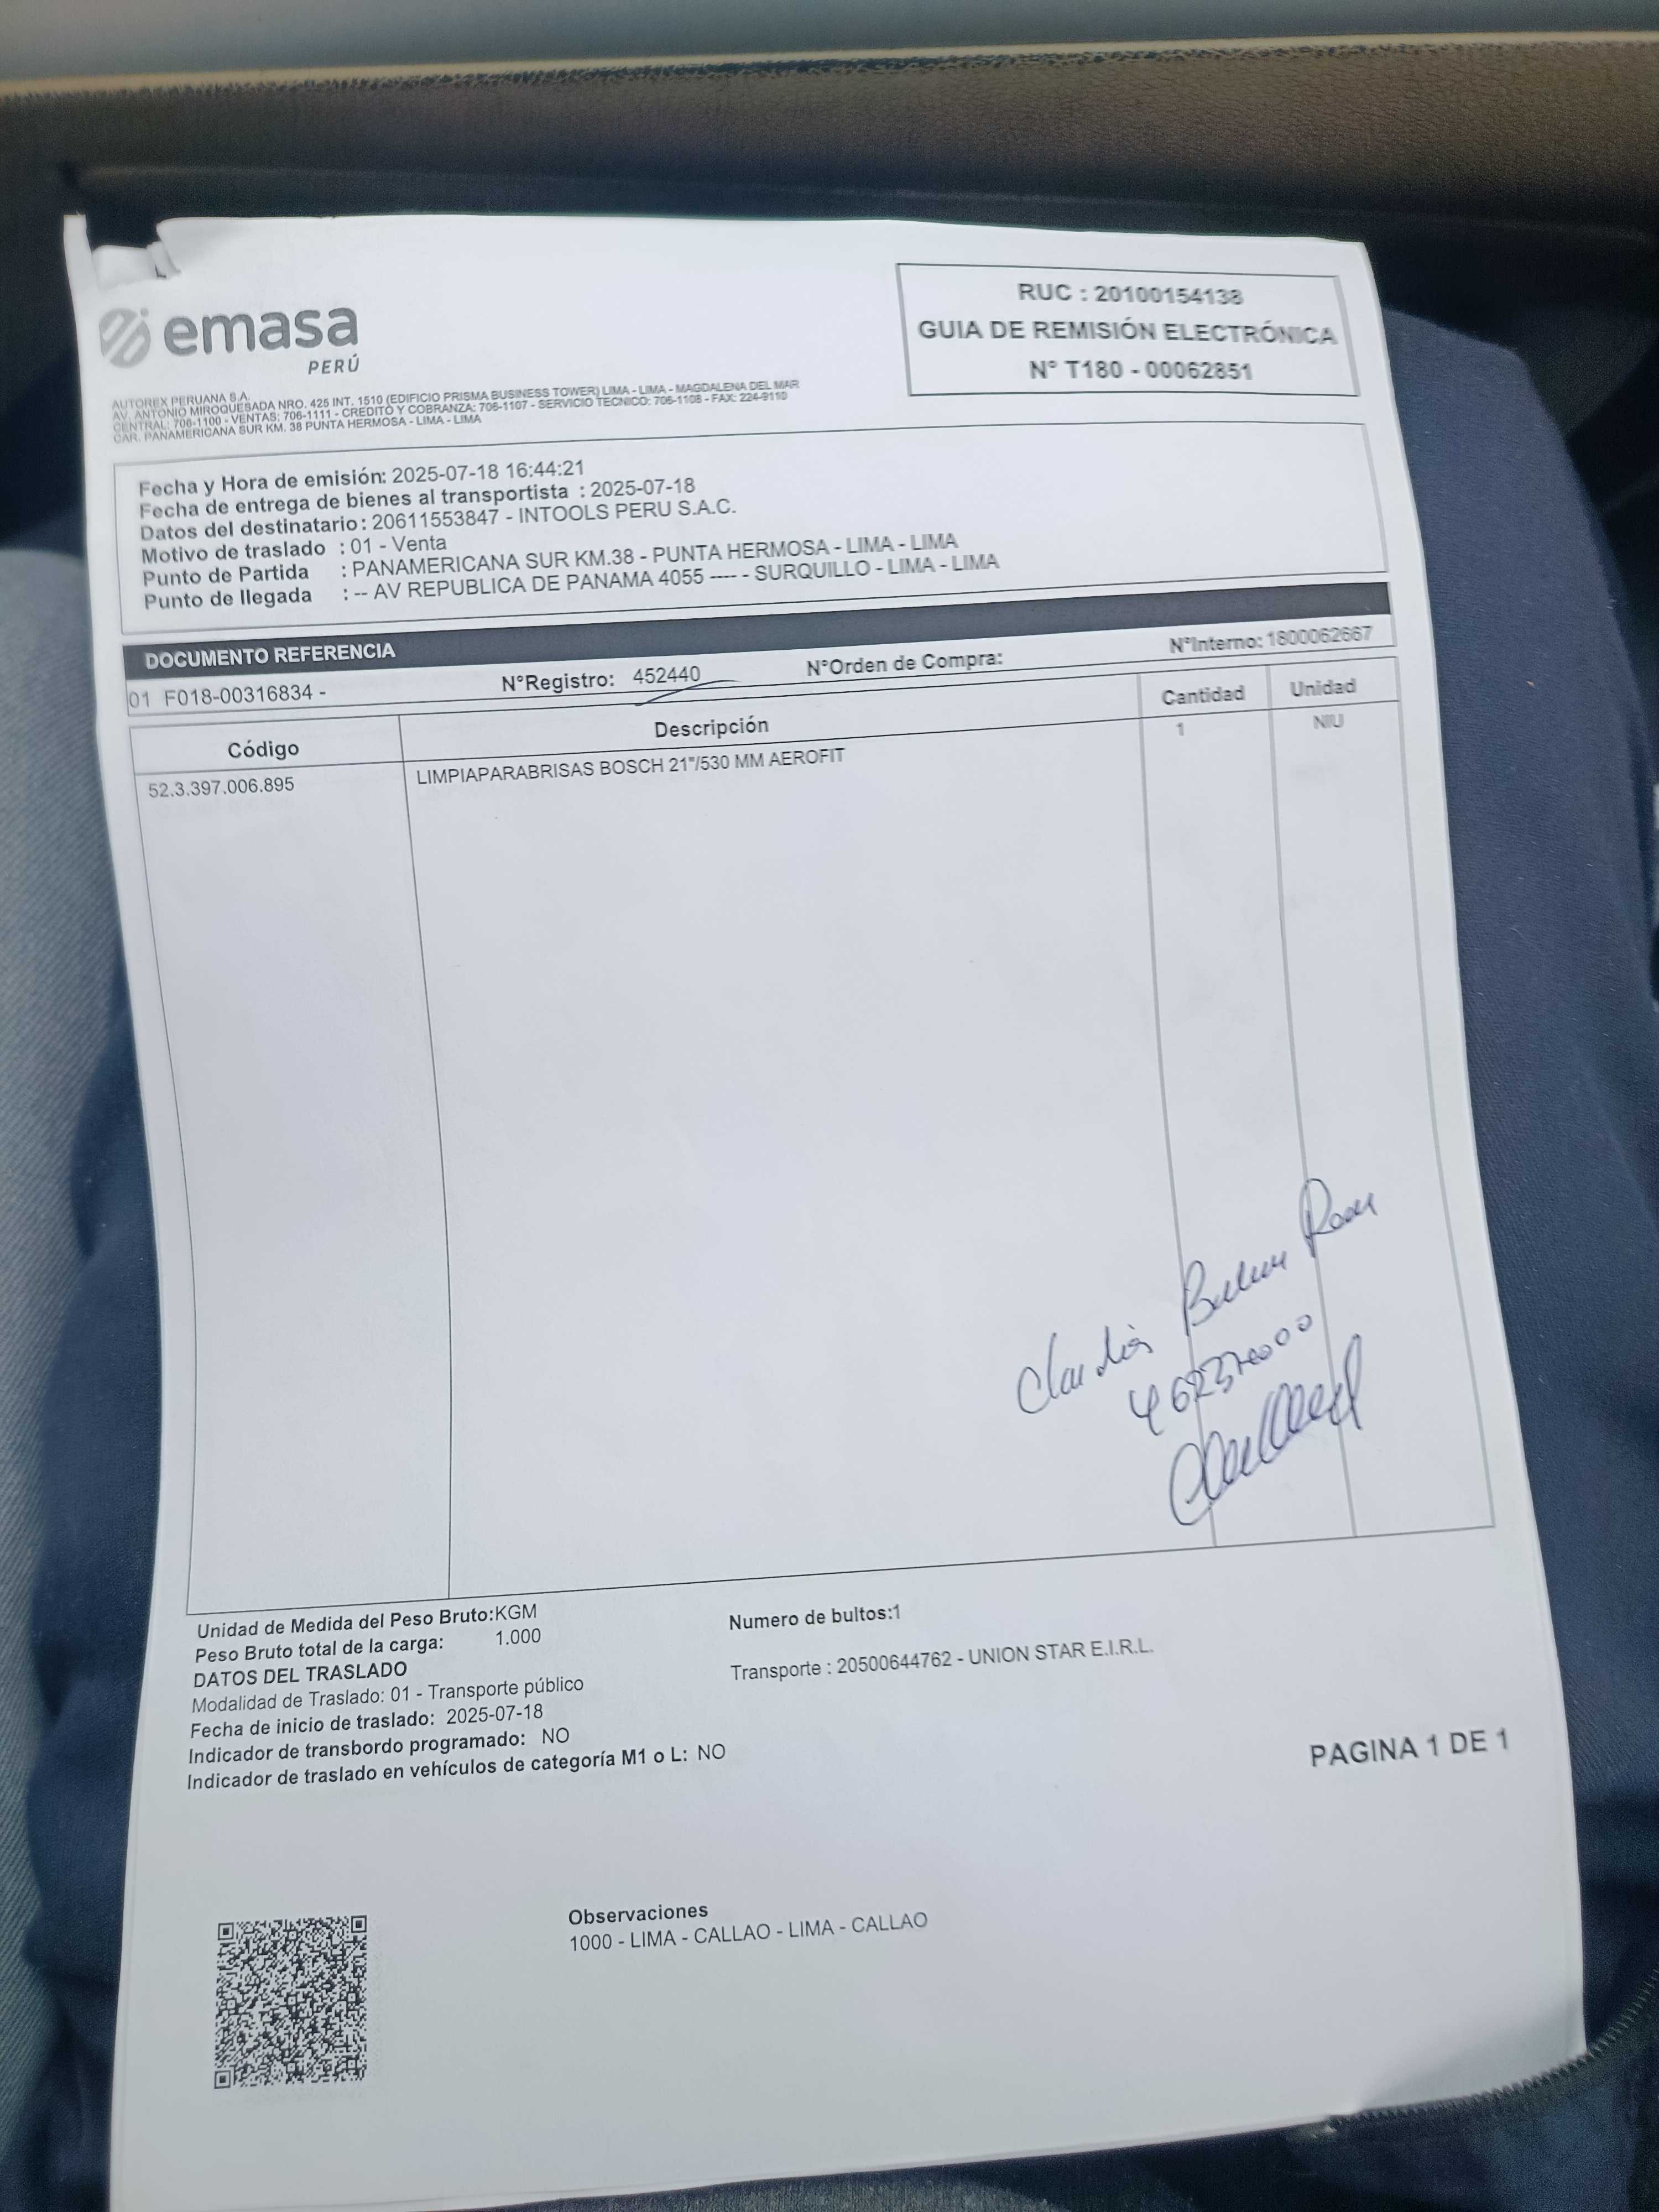 emasa
PERÚ
RUC : 20100154138
GUIA DE REMISIÓN ELECTRÓNICA
N° T180 - 00062851
AUTOREX PERUANA S.A.
AV. ANTONIO MIROQUESADA NRO. 425 INT. 1510 (EDIFICIO PRISMA BUSINESS TOWER) LIMA - LIMA - MAGDALENA DEL MAR
CENTRAL: 706-1100 - VENTAS: 706-1111 - CREDITO Y COBRANZA: 706-1107 - SERVICIO TECNICO: 706-1108 - FAX: 224-9110
CAR. PANAMERICANA SUR KM. 38 PUNTA HERMOSA - LIMA - LIMA
Fecha y Hora de emisión: 2025-07-18 16:44:21
Fecha de entrega de bienes al transportista : 2025-07-18
Datos del destinatario: 20611553847 - INTOOLS PERU S.A.C.
Motivo de traslado : 01 - Venta
Punto de Partida : PANAMERICANA SUR KM.38 - PUNTA HERMOSA - LIMA - LIMA
Punto de llegada : -- AV REPUBLICA DE PANAMA 4055 ---- - SURQUILLO - LIMA - LIMA
DOCUMENTO REFERENCIA
01 F018-00316834 - N°Registro: 452440 N°Orden de Compra: N°Interno: 1800062667
Código Descripción Cantidad Unidad
52.3.397.006.895 LIMPIAPARABRISAS BOSCH 21"/530 MM AEROFIT 1 NIU
Claudia
Unidad de Medida del Peso Bruto:KGM
Peso Bruto total de la carga: 1.000
Numero de bultos:1
DATOS DEL TRASLADO
Modalidad de Traslado: 01 - Transporte público
Transporte : 20500644762 - UNION STAR E.I.R.L.
Fecha de inicio de traslado: 2025-07-18
Indicador de transbordo programado: NO
Indicador de traslado en vehículos de categoría M1 o L: NO
PAGINA 1 DE 1
Observaciones
1000 - LIMA - CALLAO - LIMA - CALLAO